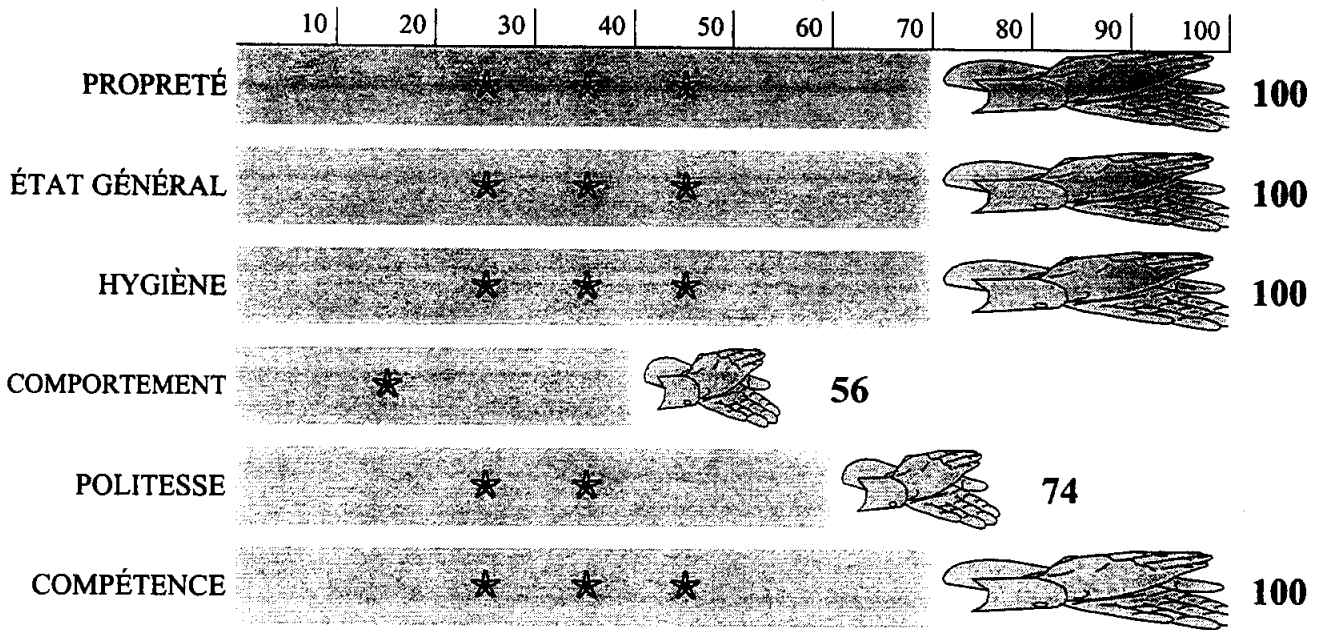 10 20 30 40 50 60 70 80 90 100
PROPRETÉ 100
ÉTAT GÉNÉRAL 100
HYGIÈNE 100
COMPORTEMENT 56
POLITESSE 74
COMPÉTENCE 100